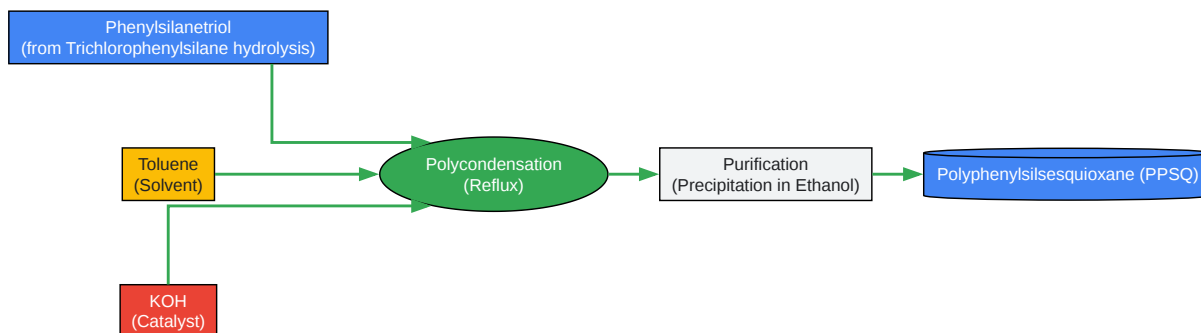 Phenylsilanetriol
(from Trichlorophenylsilane hydrolysis)
Toluene
(Solvent)
Polycondensation
(Reflux)
Purification
(Precipitation in Ethanol)
Polyphenylsilsesquioxane (PPSQ)
KOH
(Catalyst)